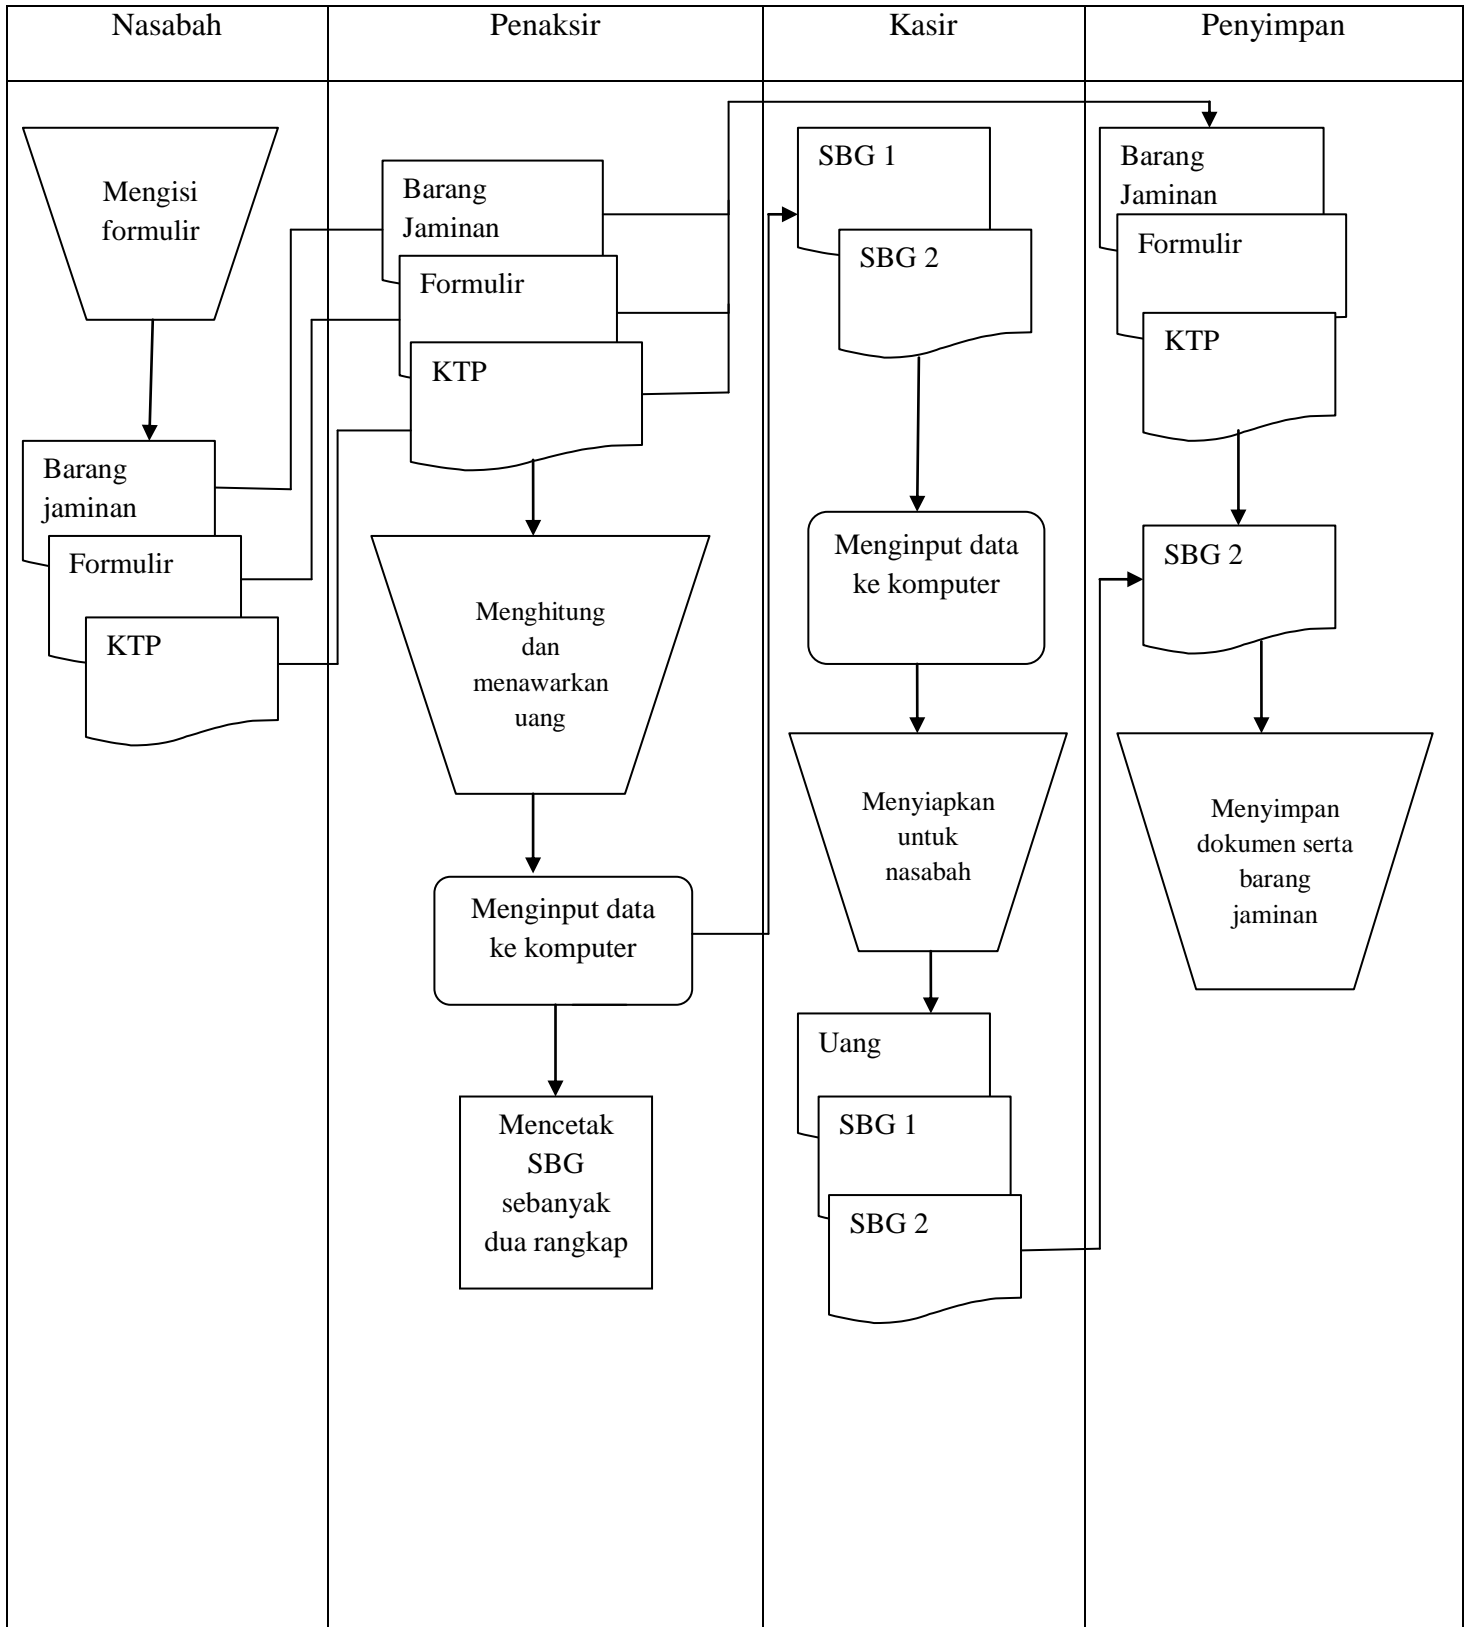 Nasabah
Penaksir
Kasir
Penyimpan
Mengisi
formulir
Barang
jaminan
Formulir
KTP
Barang
Jaminan
Formulir
KTP
Menghitung
dan
menawarkan
uang
Menginput data
ke komputer
Mencetak
SBG
sebanyak
dua rangkap
SBG 1
SBG 2
Menginput data
ke komputer
Menyiapkan
untuk
nasabah
Uang
SBG 1
SBG 2
Barang
Jaminan
Formulir
KTP
SBG 2
Menyimpan
dokumen serta
barang
jaminan